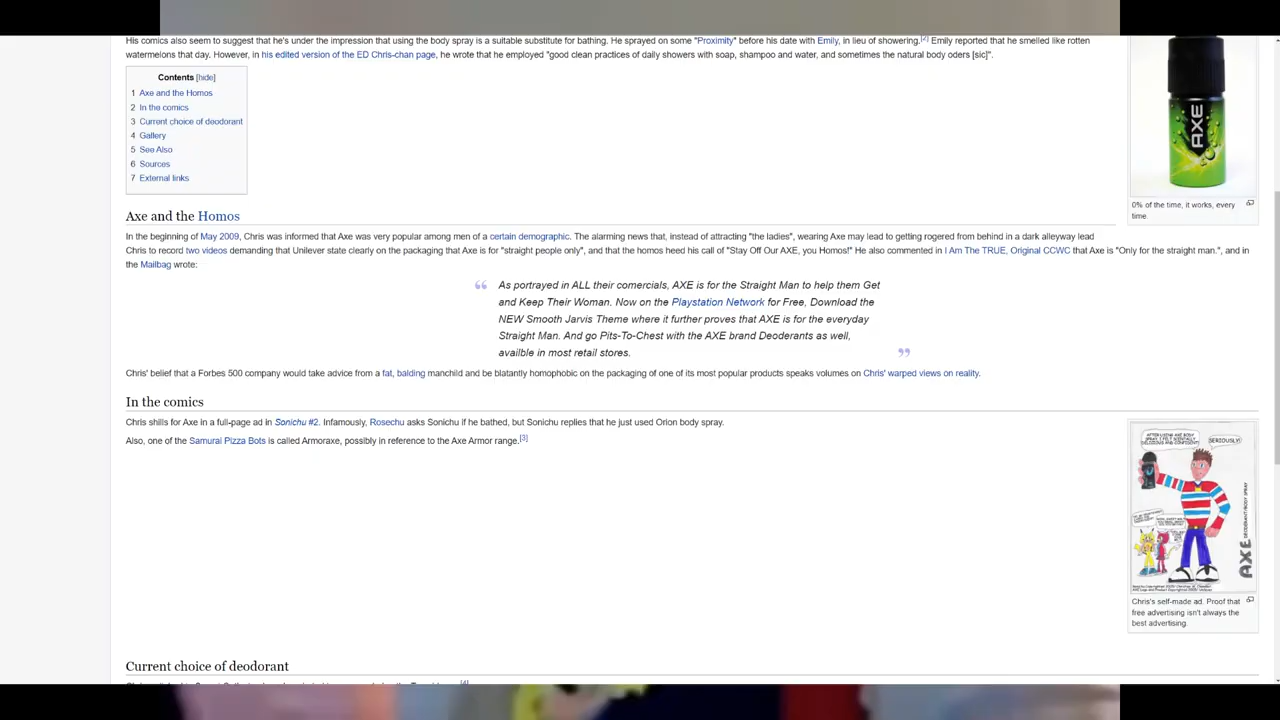 His comics also seem to suggest that he's under the impression that using the body spray is a suitable substitute for bathing. He sprayed on some "Proximity" before his date with Emily, in lieu of showering.[2] Emily reported that he smelled like rotten
watermelons that day. However, in his edited version of the ED Chris-chan page, he wrote that he employed "good clean practices of daily showers with soap, shampoo and water, and sometimes the natural body oders [sic]".
Contents [hide]
1 Axe and the Homos
2 In the comics
3 Current choice of deodorant
4 Gallery
5 See Also
6 Sources
7 External links
AXE
0% of the time, it works, every
time.
Axe and the Homos
In the beginning of May 2009, Chris was informed that Axe was very popular among men of a certain demographic. The alarming news that, instead of attracting "the ladies", wearing Axe may lead to getting rogered from behind in a dark alleyway lead
Chris to record two videos demanding that Unilever state clearly on the packaging that Axe is for "straight people only", and that the homos heed his call of "Stay Off Our AXE, you Homos!" He also commented in I Am The TRUE, Original CCWC that Axe is "Only for the straight man.", and in
the Mailbag wrote:
“ As portrayed in ALL their comercials, AXE is for the Straight Man to help them Get
and Keep Their Woman. Now on the Playstation Network for Free, Download the
NEW Smooth Jarvis Theme where it further proves that AXE is for the everyday
Straight Man. And go Pits-To-Chest with the AXE brand Deoderants as well,
availble in most retail stores. ”
Chris' belief that a Forbes 500 company would take advice from a fat, balding manchild and be blatantly homophobic on the packaging of one of its most popular products speaks volumes on Chris' warped views on reality.
In the comics
Chris shills for Axe in a full-page ad in Sonichu #2. Infamously, Rosechu asks Sonichu if he bathed, but Sonichu replies that he just used Orion body spray.
Also, one of the Samurai Pizza Bots is called Armoraxe, possibly in reference to the Axe Armor range.[3]
AFTER USING AXE BODY
SPRAY, I FELT SCENTUALLY
DELICIOUS AND CONFIDENT!
SERIOUSLY!
AXE DEODORANT/BODY SPRAY
Chris's self-made ad. Proof that
free advertising isn't always the
best advertising.
Current choice of deodorant
[4]